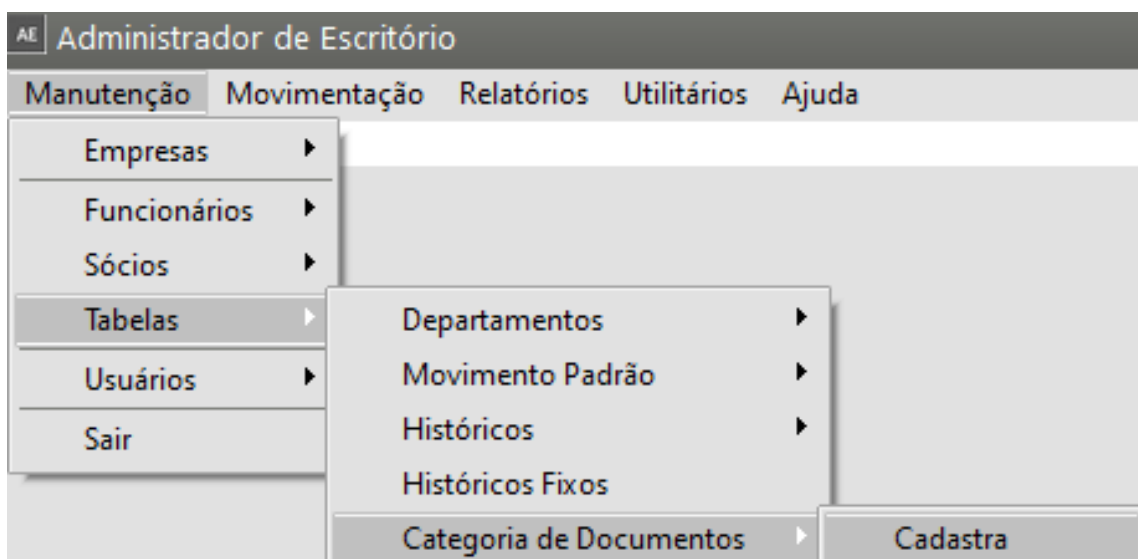 AE Administrador de Escritório
Manutenção Movimentação Relatórios Utilitários Ajuda
Empresas
Funcionários
Sócios
Tabelas
Usuários
Sair
Departamentos
Movimento Padrão
Históricos
Históricos Fixos
Categoria de Documentos
Cadastra